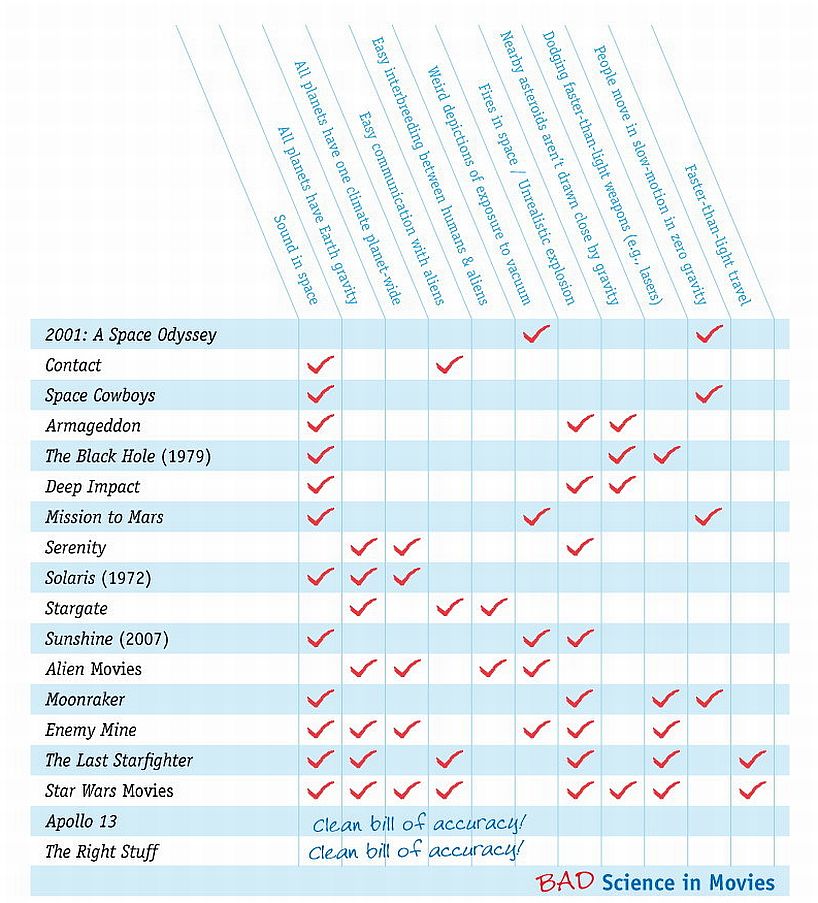 Sound in space
All planets have Earth gravity
All planets have one climate planet-wide
Easy communication with aliens
Easy interbreeding between humans & aliens
Weird depictions of exposure to vacuum
Fires in space / Unrealistic explosion
Nearby asteroids aren't drawn close by gravity
Dodging faster-than-light weapons (e.g., lasers)
People move in slow-motion in zero gravity
Faster-than-light travel
2001: A Space Odyssey
Contact
Space Cowboys
Armageddon
The Black Hole (1979)
Deep Impact
Mission to Mars
Serenity
Solaris (1972)
Stargate
Sunshine (2007)
Alien Movies
Moonraker
Enemy Mine
The Last Starfighter
Star Wars Movies
Apollo 13 Clean bill of accuracy!
The Right Stuff Clean bill of accuracy!
BAD Science in Movies